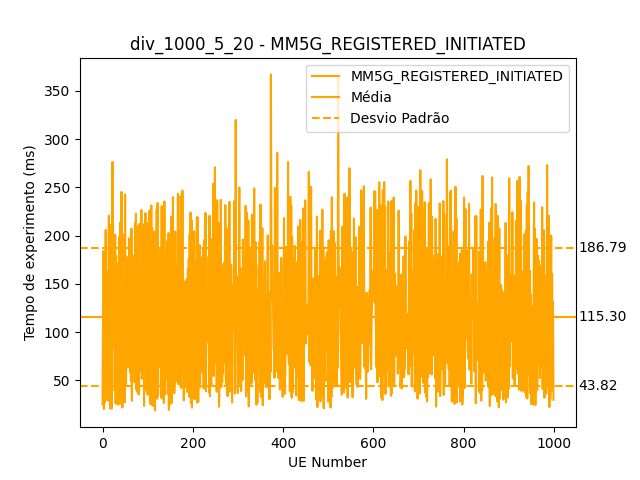 div_1000_5_20 - MM5G_REGISTERED_INITIATED
MM5G_REGISTERED_INITIATED
Média
Desvio Padrão
Tempo de experimento (ms)
350
300
250
200
150
100
50
186.79
115.30
43.82
0
200
400
600
800
1000
UE Number